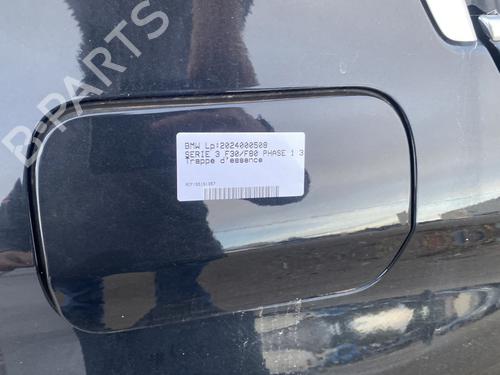 B-PARTS
BMW Lp:2024000508
SERIE 3 F30/F80 PHASE 1 3
Trappe d'essence